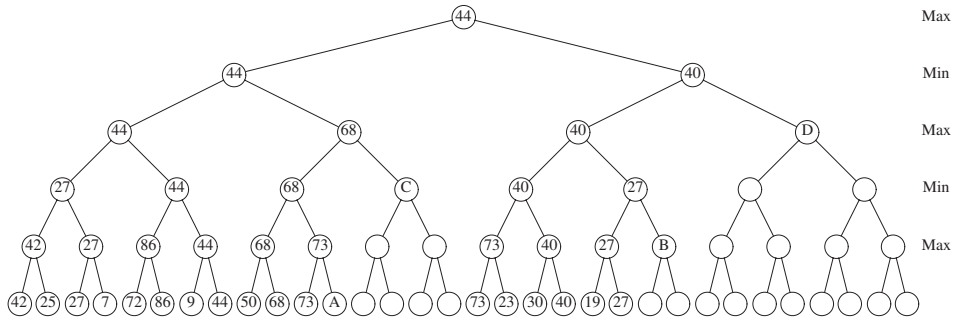 44 Max
44 40 Min
44 68 40 D Max
27 44 68 C 40 27 Min
42 27 86 44 68 73 73 40 27 B Max
42 25 27 7 72 86 9 44 50 68 73 A 73 23 30 40 19 27